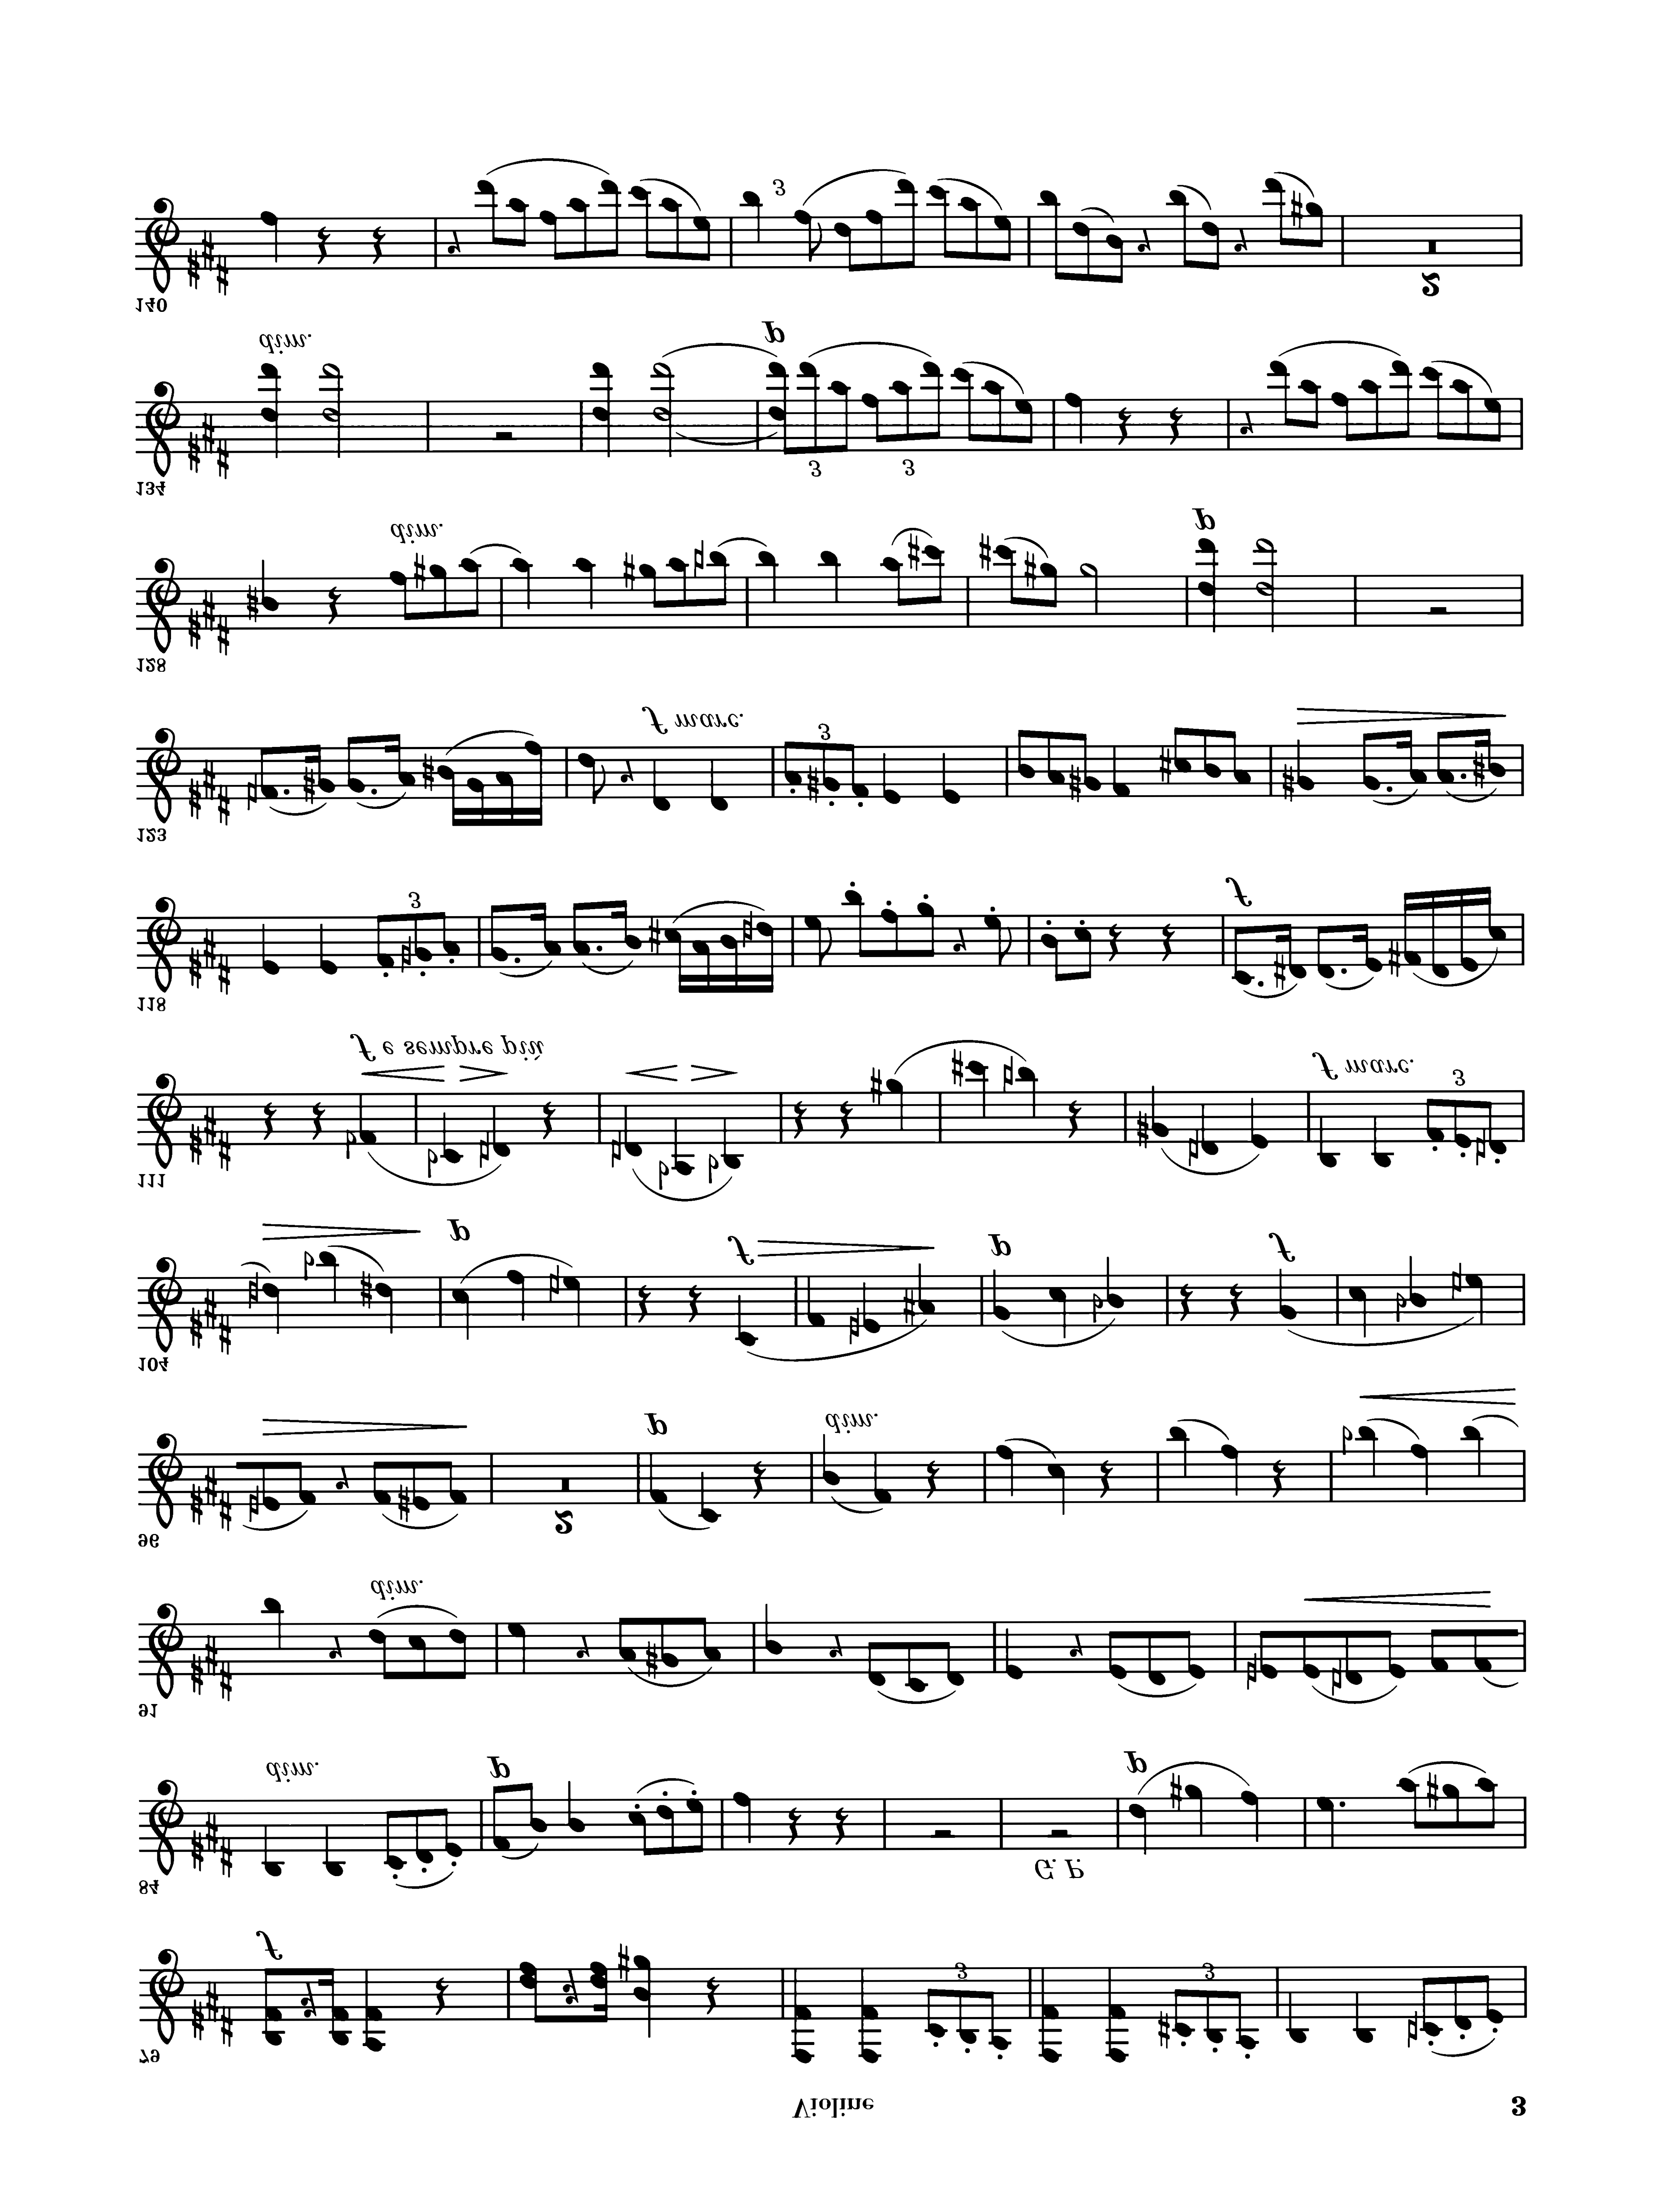 Violine 3
79
3 3
f
84
G. P.
dim. p p
91
dim.
96
2
p dim.
104
p f p f
111
3
f e sempre più f marc.
118
3
f
123
3
f marc.
128
dim. p
134
3 3
dim. p
140
2
3